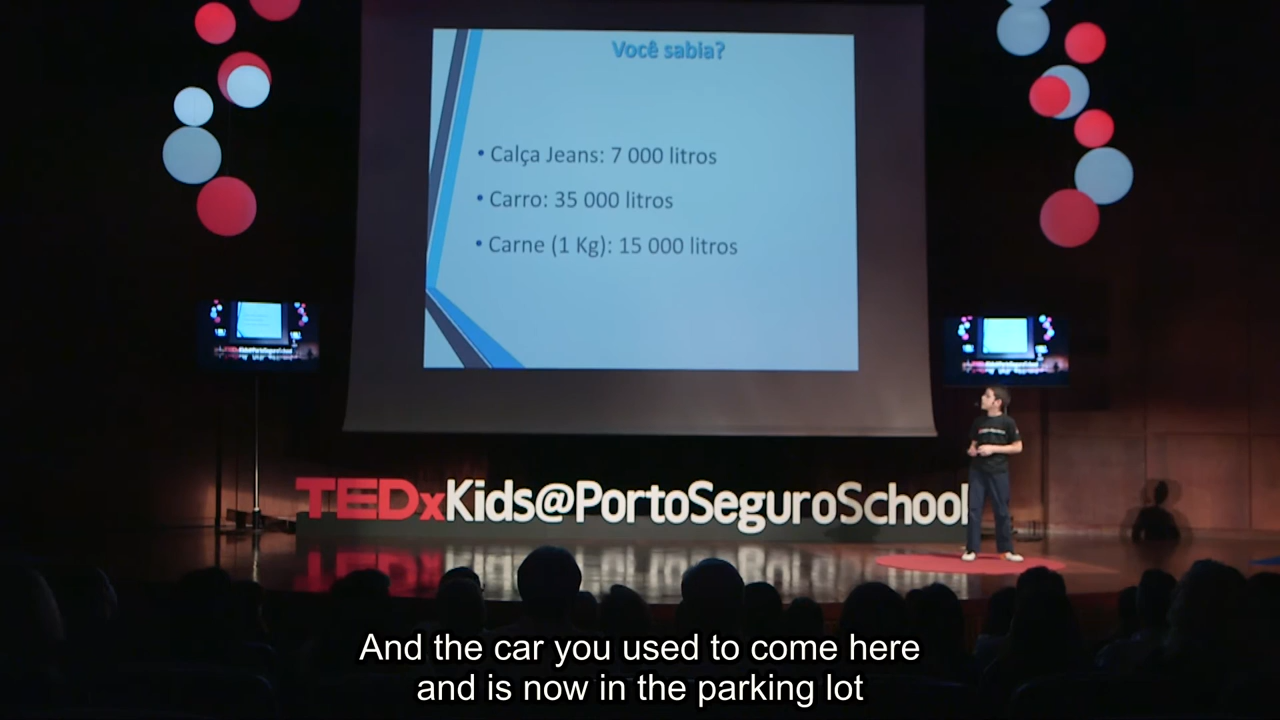 Você sabia?
• Calça Jeans: 7 000 litros
• Carro: 35 000 litros
• Carne (1 Kg): 15 000 litros
TEDxKids@PortoSeguroSchool
And the car you used to come here
and is now in the parking lot